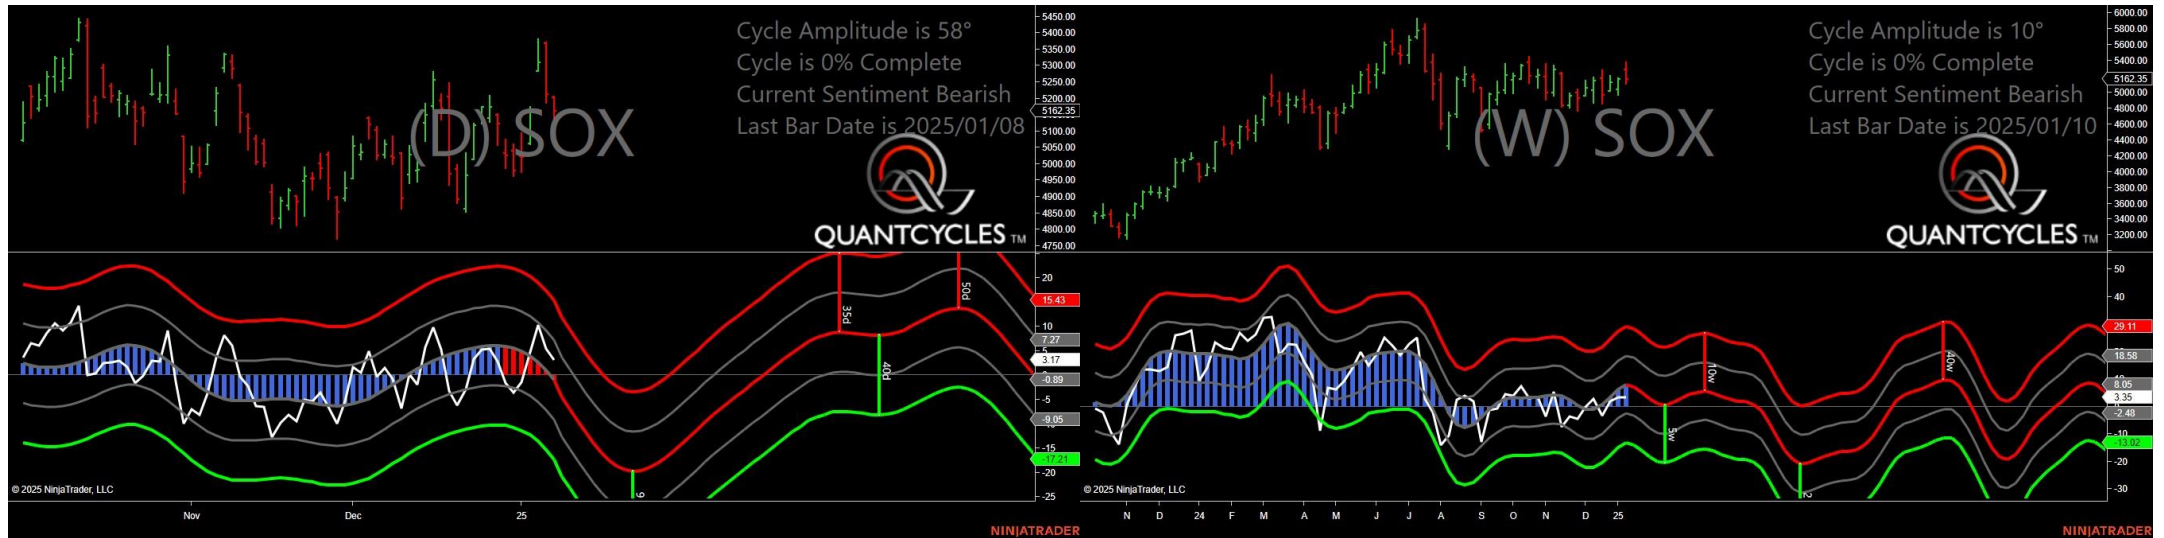 Cycle Amplitude is 58°
Cycle is 0% Complete
Current Sentiment Bearish
Last Bar Date is 2025/01/08
(D) SOX
QUANTCYCLES TM
5450.00
5400.00
5350.00
5300.00
5250.00
5200.00
5162.35
5100.00
5050.00
5000.00
4950.00
4900.00
4850.00
4800.00
4750.00
20
15.43
10
7.27
3.17
-0.89
-5
-9.05
-15
-17.21
-20
-25
35d
50d
40d
9
© 2025 NinjaTrader, LLC
Nov
Dec
25
NINJATRADER
Cycle Amplitude is 10°
Cycle is 0% Complete
Current Sentiment Bearish
Last Bar Date is 2025/01/10
(W) SOX
QUANTCYCLES TM
6000.00
5800.00
5600.00
5400.00
5162.35
5000.00
4800.00
4600.00
4400.00
4200.00
4000.00
3800.00
3600.00
3400.00
3200.00
50
40
29.11
18.58
8.05
3.35
-2.48
-10
-13.02
-20
-30
5w
10w
40w
2
© 2025 NinjaTrader, LLC
N D 24 F M A M J J A S O N D 25
NINJATRADER